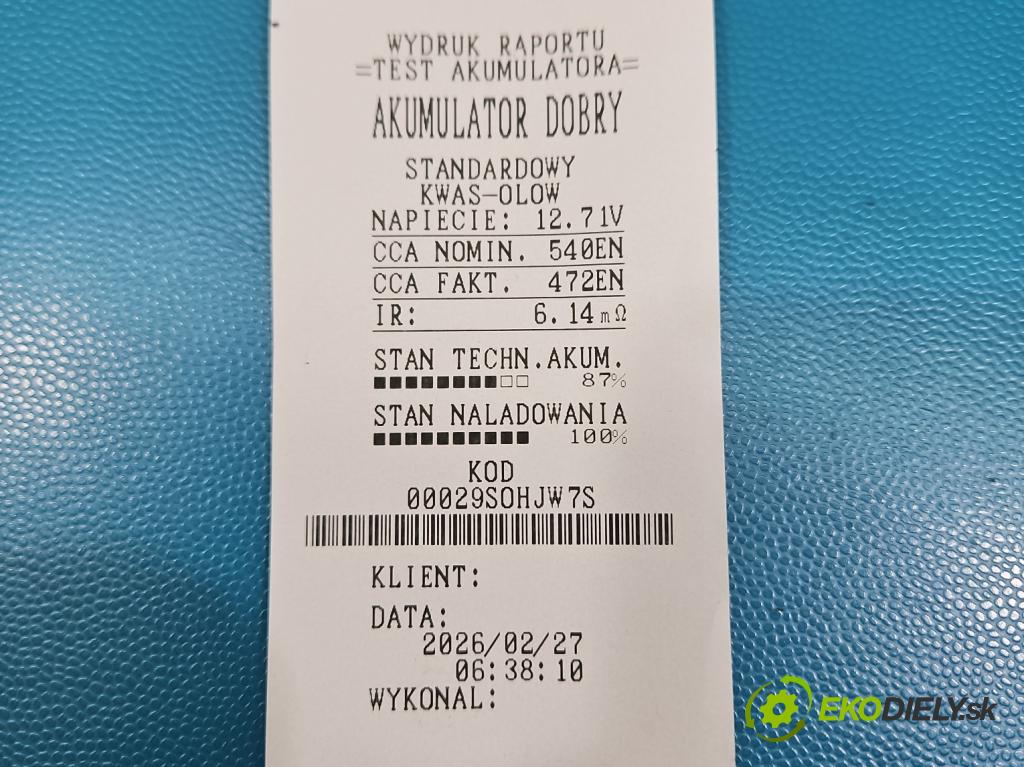 WYDRUK RAPORTU
=TEST AKUMULATORA=
AKUMULATOR DOBRY
STANDARDOWY
KWAS-OLOW
NAPIECIE: 12.71V
CCA NOMIN. 540EN
CCA FAKT. 472EN
IR: 6.14mΩ
STAN TECHN.AKUM.
87%
STAN NALADOWANIA
100%
KOD
00029SOHJW7S
KLIENT:
DATA:
2026/02/27
06:38:10
WYKONAL:
EKODIELY.sk